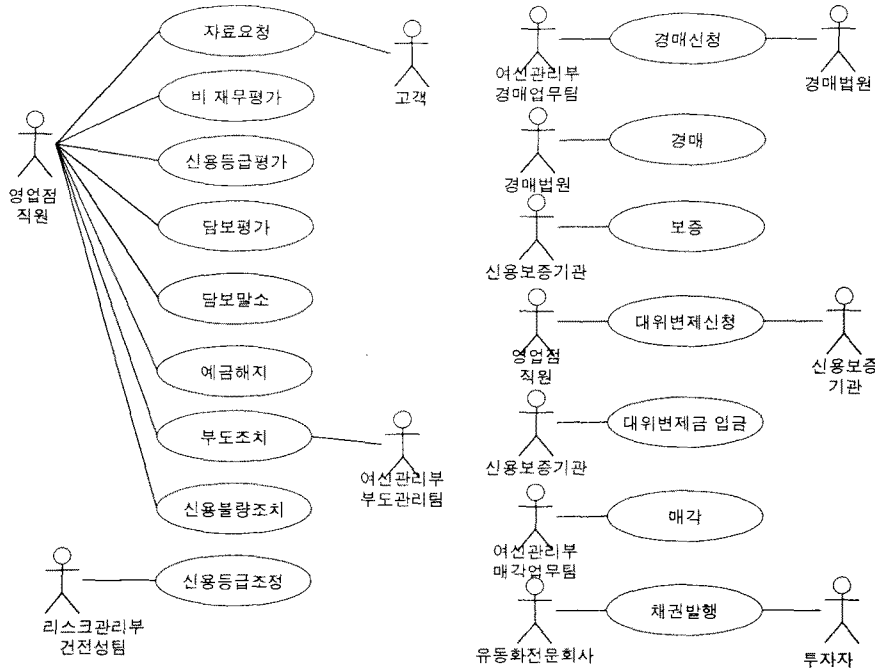 자료요청
고객
비 재무평가
영업점
직원
신용등급평가
담보평가
담보말소
예금해지
부도조치
여신관리부
부도관리팀
신용불량조치
신용등급조정
리스크관리부
건전성팀
여신관리부
경매업무팀
경매신청
경매법원
경매법원
경매
신용보증기관
보증
영업점
직원
대위변제신청
신용보증
기관
신용보증기관
대위변제금 입금
여신관리부
매각업무팀
매각
유동화전문회사
채권발행
투자자